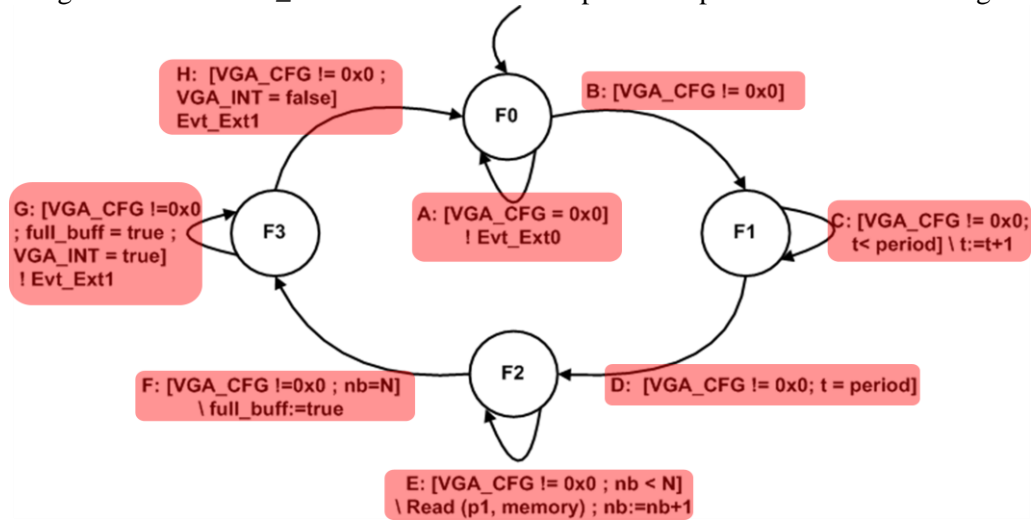 H: [VGA_CFG != 0x0 ;
VGA_INT = false]
Evt_Ext1
F0
B: [VGA_CFG != 0x0]
A: [VGA_CFG = 0x0]
! Evt_Ext0
G: [VGA_CFG !=0x0
; full_buff = true ;
VGA_INT = true]
! Evt_Ext1
F3
F1
C: [VGA_CFG != 0x0;
t< period] \ t:=t+1
F2
F: [VGA_CFG !=0x0 ; nb=N]
\ full_buff:=true
D: [VGA_CFG != 0x0; t = period]
E: [VGA_CFG != 0x0 ; nb < N]
\ Read (p1, memory) ; nb:=nb+1